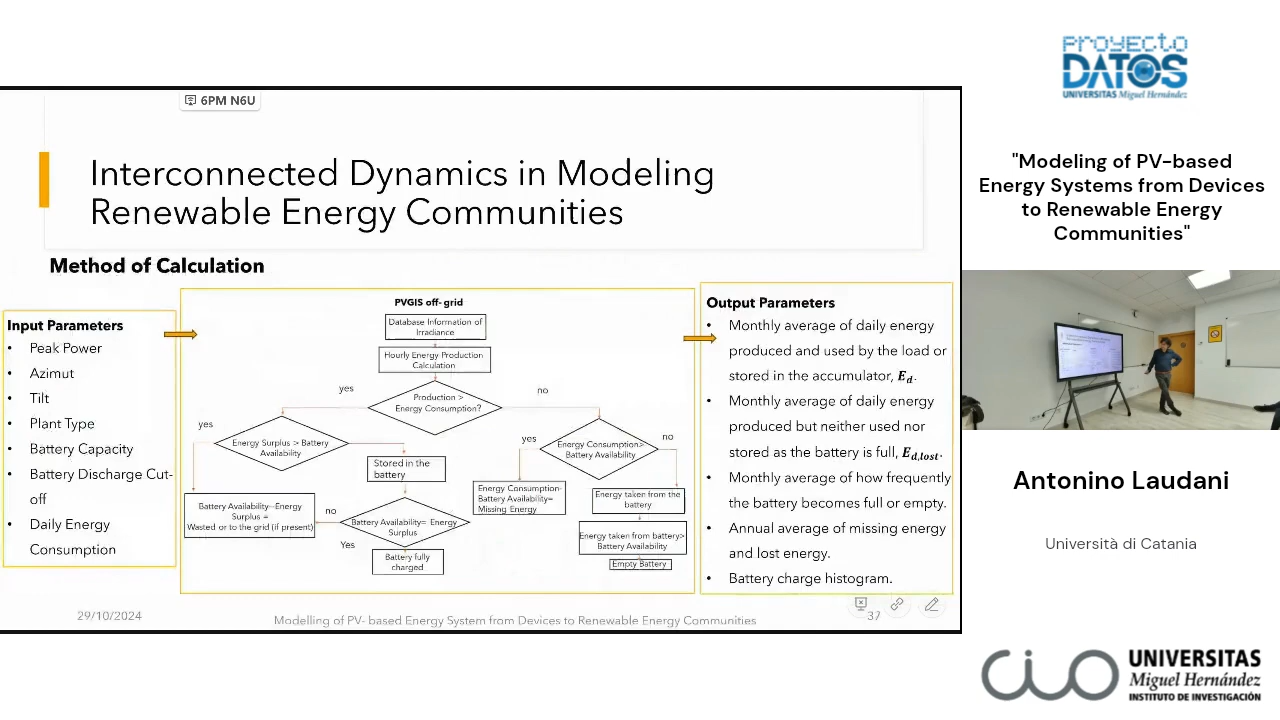 6PM N6U
Interconnected Dynamics in Modeling
Renewable Energy Communities
Method of Calculation
Input Parameters
• Peak Power
• Azimut
• Tilt
• Plant Type
• Battery Capacity
• Battery Discharge Cut-
off
• Daily Energy
Consumption
PVGIS off- grid
Database Information of
Irradiance
Hourly Energy Production
Calculation
yes
no
Production >
Energy Consumption?
yes
Energy Surplus > Battery
Availability
yes
no
Energy Consumption>
Battery Availability
Stored in the
battery
Battery Availability–Energy
Surplus =
Wasted or to the grid (if present)
no
Battery Availability= Energy
Surplus
Yes
Battery fully
charged
Energy Consumption-
Battery Availability=
Missing Energy
Energy taken from the
battery
Energy taken from battery>
Battery Availability
Empty Battery
Output Parameters
• Monthly average of daily energy
produced and used by the load or
stored in the accumulator, E_d.
• Monthly average of daily energy
produced but neither used nor
stored as the battery is full, E_d,lost.
• Monthly average of how frequently
the battery becomes full or empty.
• Annual average of missing energy
and lost energy.
• Battery charge histogram.
29/10/2024
Modelling of PV- based Energy System from Devices to Renewable Energy Communities
37
PROYECTO
DATOS
UNIVERSITAS Miguel Hernández
"Modeling of PV-based
Energy Systems from Devices
to Renewable Energy
Communities"
Antonino Laudani
Università di Catania
CIO
UNIVERSITAS
Miguel Hernández
INSTITUTO DE INVESTIGACIÓN